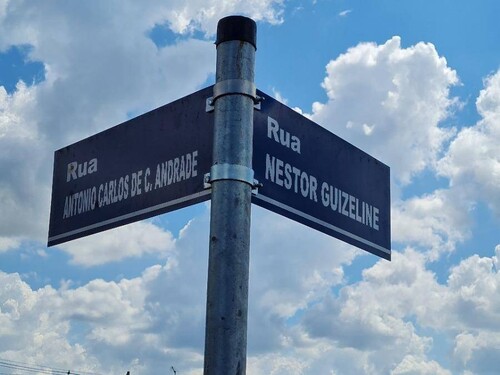 Rua
ANTONIO CARLOS DE C. ANDRADE
Rua
NESTOR GUIZELINE